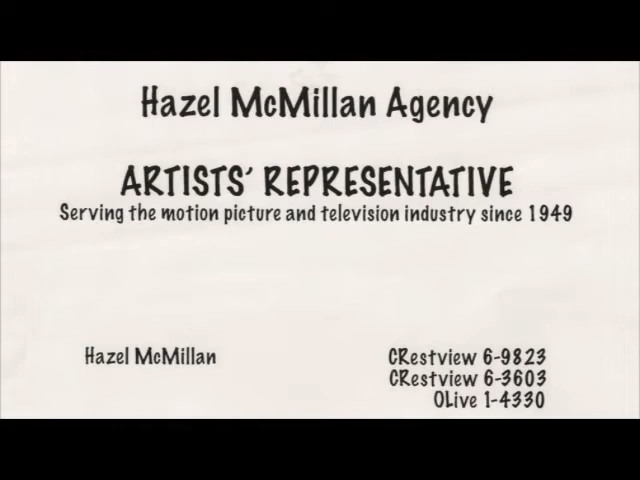 Hazel McMillan Agency
ARTISTS' REPRESENTATIVE
Serving the motion picture and television industry since 1949
Hazel McMillan
CRestview 6-9823
CRestview 6-3603
OLive 1-4330